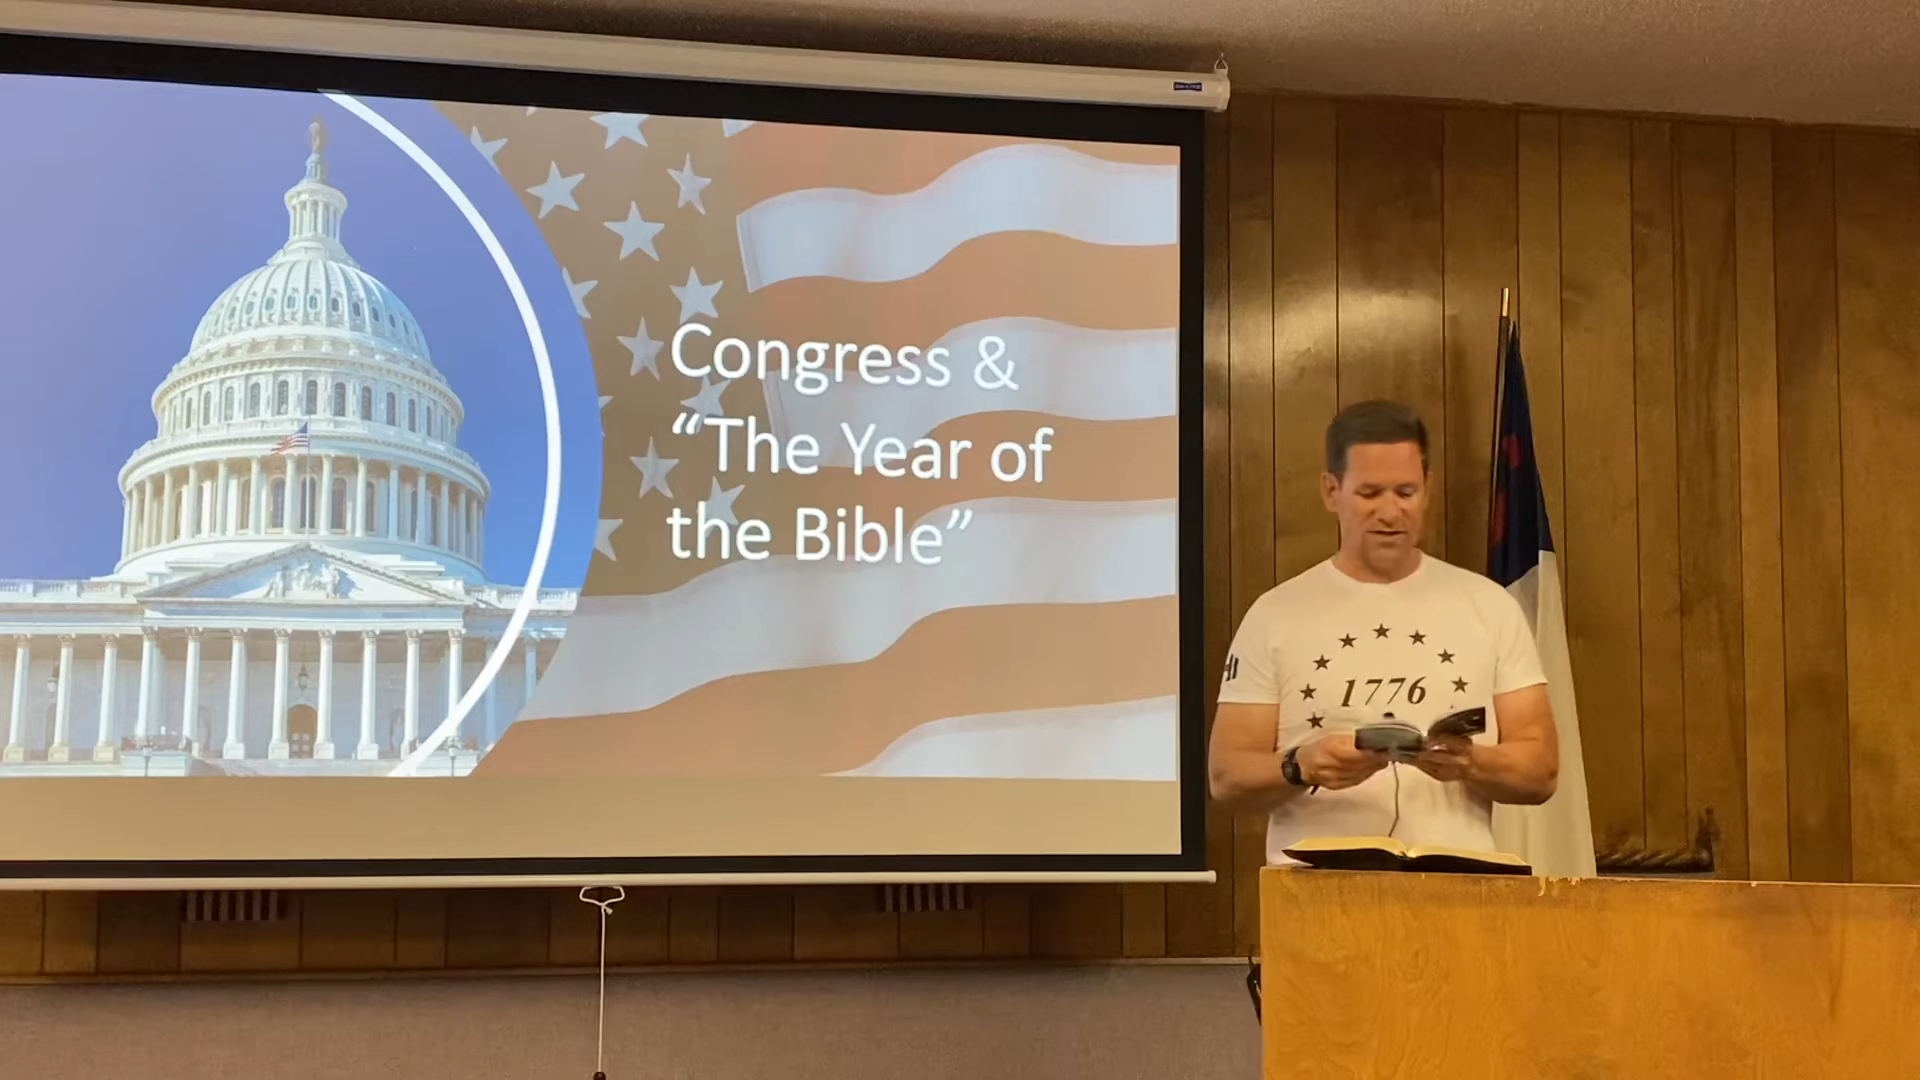 Congress &
“The Year of
the Bible”
1776